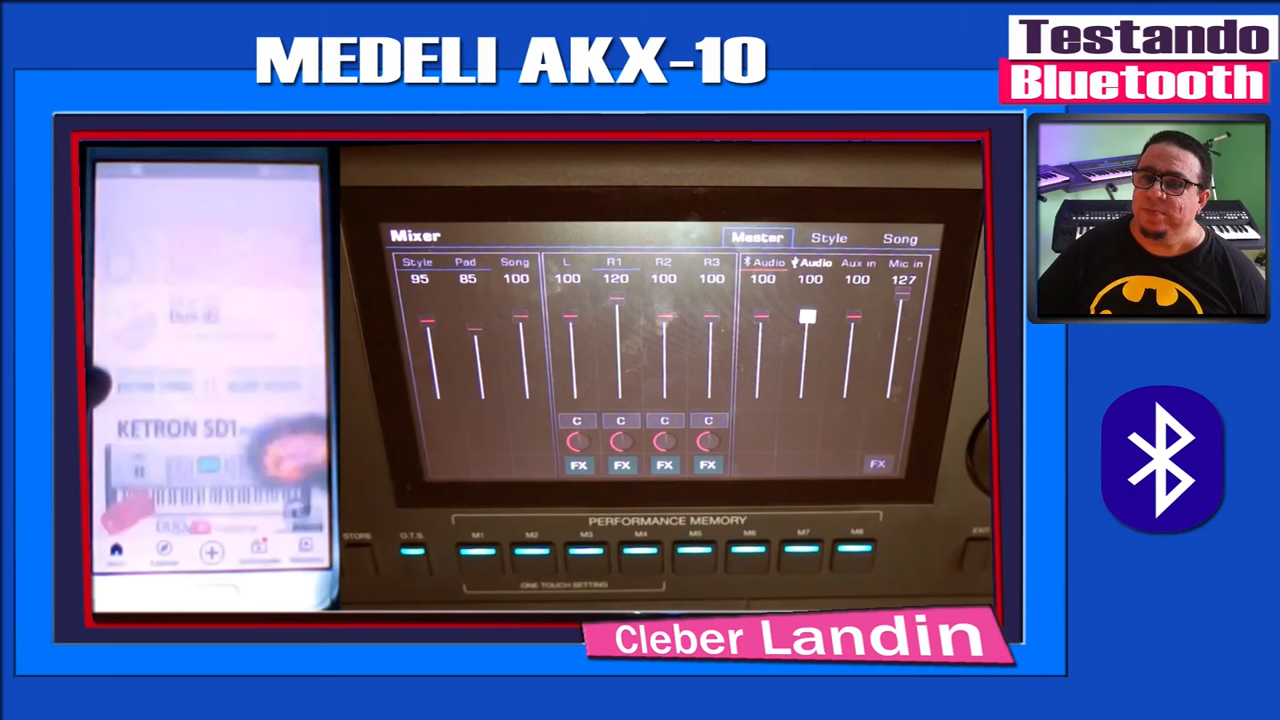 MEDELI AKX-10
Testando
Bluetooth
Mixer
Master Style Song
Style Pad Song L R1 R2 R3 Audio Audio Aux in Mic in
95 85 100 100 120 100 100 100 100 100 127
C C C C
FX FX FX FX FX
KETRON SD1
PERFORMANCE MEMORY
STORE O.T.S. M1 M2 M3 M4 M5 M6 M7 M8 EXIT
ONE TOUCH SETTING
Cleber Landin